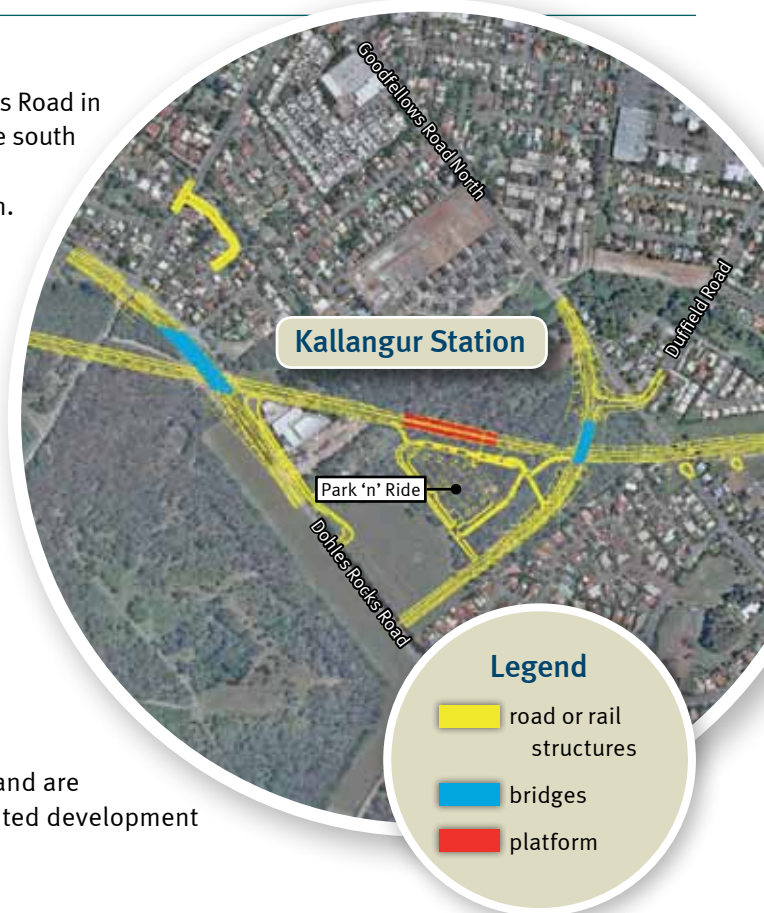 s Road in
e south
n.
Goodfellows Road North
Duffield Road
Kallangur Station
Park ‘n’ Ride
Dohles Rocks Road
Legend
road or rail
structures
bridges
platform
and are
ted development